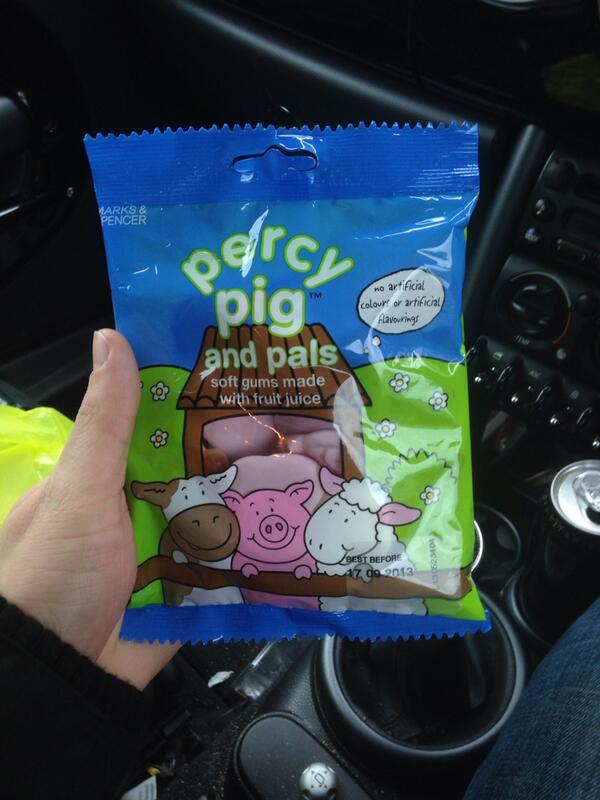 MARKS &
PENCER
percy
pig™
and pals
soft gums made
with fruit juice
no artificial
colours or artificial
flavourings
BEST BEFORE
17 09 2013